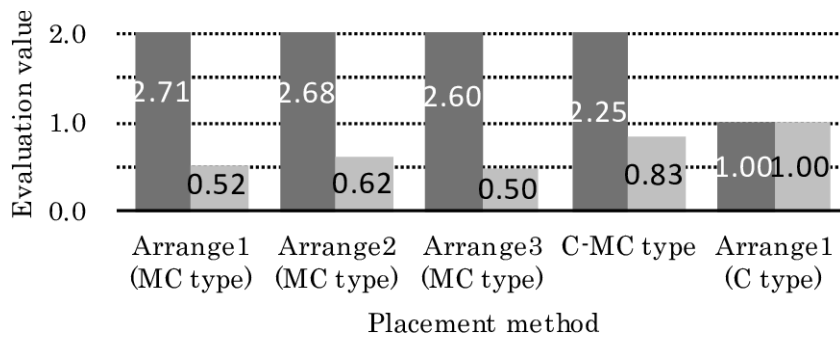 Evaluation value
2.0
1.0
0.0
2.71
0.52
2.68
0.62
2.60
0.50
2.25
0.83
1.00
1.00
Arrange1
(MC type)
Arrange2
(MC type)
Arrange3
(MC type)
C-MC type
Arrange1
(C type)
Placement method